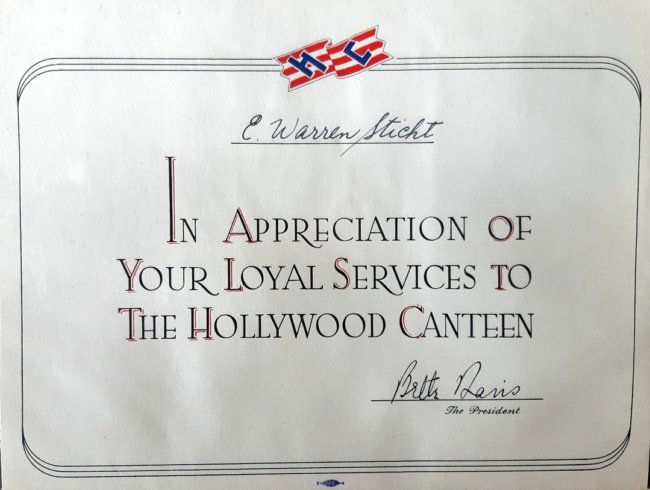 HC
E. Warren Sticht
IN APPRECIATION OF
YOUR LOYAL SERVICES TO
THE HOLLYWOOD CANTEEN
Bette Davis
The President